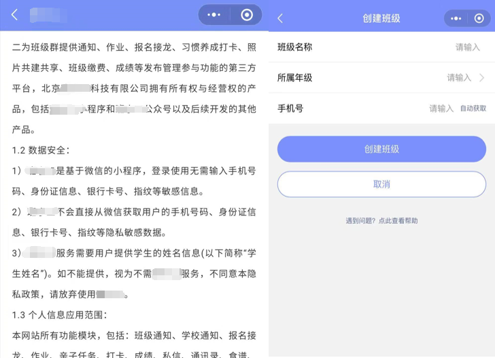 二为班级群提供通知、作业、报名接龙、习惯养成打卡、照
片共建共享、班级缴费、成绩等发布管理参与功能的第三方
平台，北京科技有限公司拥有所有权与经营权的产
品，包括小程序和公众号以及后续开发的其他
产品。
1.2 数据安全：
1）是基于微信的小程序，登录使用无需输入手机号
码、身份证信息、银行卡号、指纹等敏感信息。
2）不会直接从微信获取用户的手机号码、身份证信
息、银行卡号、指纹等隐私敏感数据。
3）服务需要用户提供学生的姓名信息(以下简称“学
生姓名”)。如不能提供，视为不需服务，不同意本隐
私政策，请放弃使用。
1.3 个人信息应用范围：
本网站所有功能模块，包括：班级通知、学校通知、报名接
龙、作业、亲子任务、打卡、成绩、私信、通讯录、食谱、
创建班级
班级名称 请输入
所属年级 请输入
手机号 请输入 自动获取
创建班级
取消
遇到问题？点此查看帮助